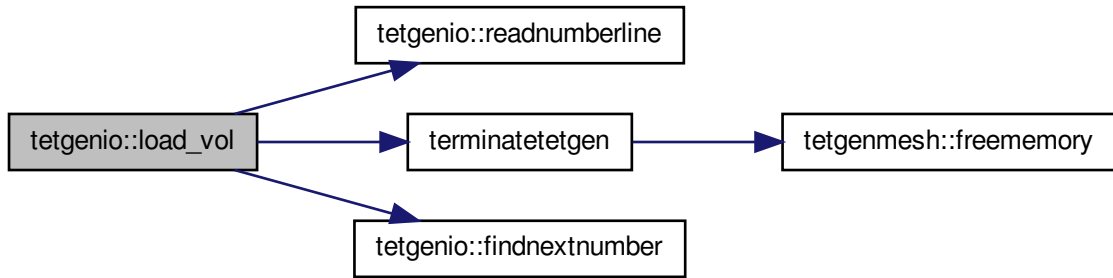 tetgenio::readnumberline
tetgenio::load_vol
terminatetetgen
tetgenmesh::freememory
tetgenio::findnextnumber